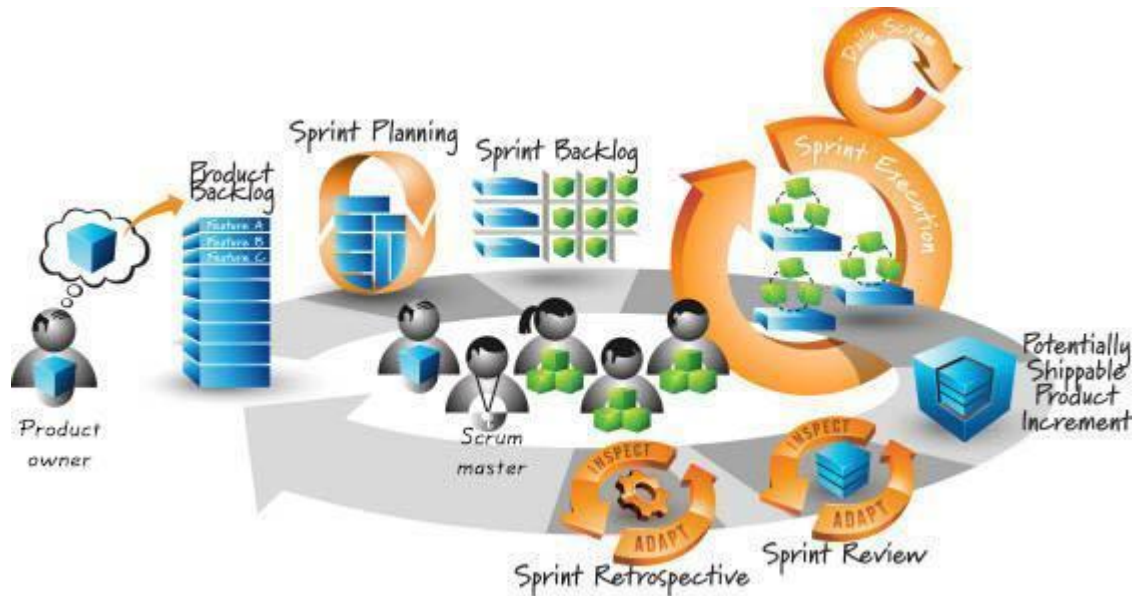 Daily Scrum
Sprint Planning
Sprint Backlog
Sprint Execution
Product
Backlog
Feature A
Feature B
Feature C
Potentially
Shippable
Product
Increment
Product
owner
Scrum
master
INSPECT
ADAPT
Sprint Retrospective
INSPECT
ADAPT
Sprint Review